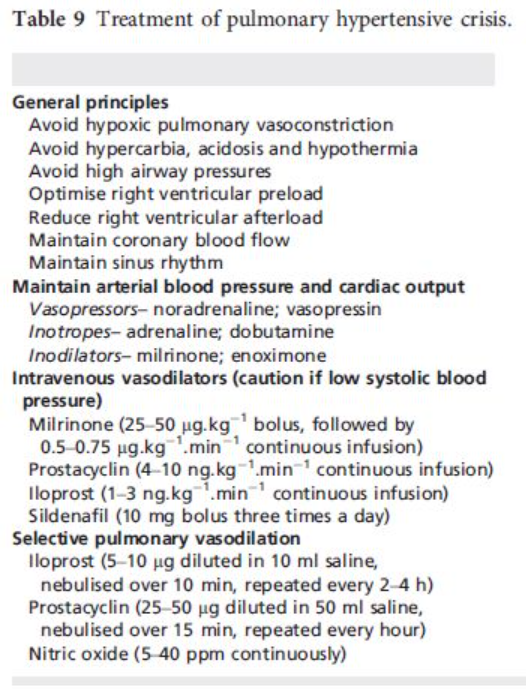 Table 9 Treatment of pulmonary hypertensive crisis.
General principles
Avoid hypoxic pulmonary vasoconstriction
Avoid hypercarbia, acidosis and hypothermia
Avoid high airway pressures
Optimise right ventricular preload
Reduce right ventricular afterload
Maintain coronary blood flow
Maintain sinus rhythm
Maintain arterial blood pressure and cardiac output
Vasopressors– noradrenaline; vasopressin
Inotropes– adrenaline; dobutamine
Inodilators– milrinone; enoximone
Intravenous vasodilators (caution if low systolic blood
pressure)
Milrinone (25–50 µg.kg⁻¹ bolus, followed by
0.5–0.75 µg.kg⁻¹.min⁻¹ continuous infusion)
Prostacyclin (4–10 ng.kg⁻¹.min⁻¹ continuous infusion)
Iloprost (1–3 ng.kg⁻¹.min⁻¹ continuous infusion)
Sildenafil (10 mg bolus three times a day)
Selective pulmonary vasodilation
Iloprost (5–10 µg diluted in 10 ml saline,
nebulised over 10 min, repeated every 2–4 h)
Prostacyclin (25–50 µg diluted in 50 ml saline,
nebulised over 15 min, repeated every hour)
Nitric oxide (5–40 ppm continuously)